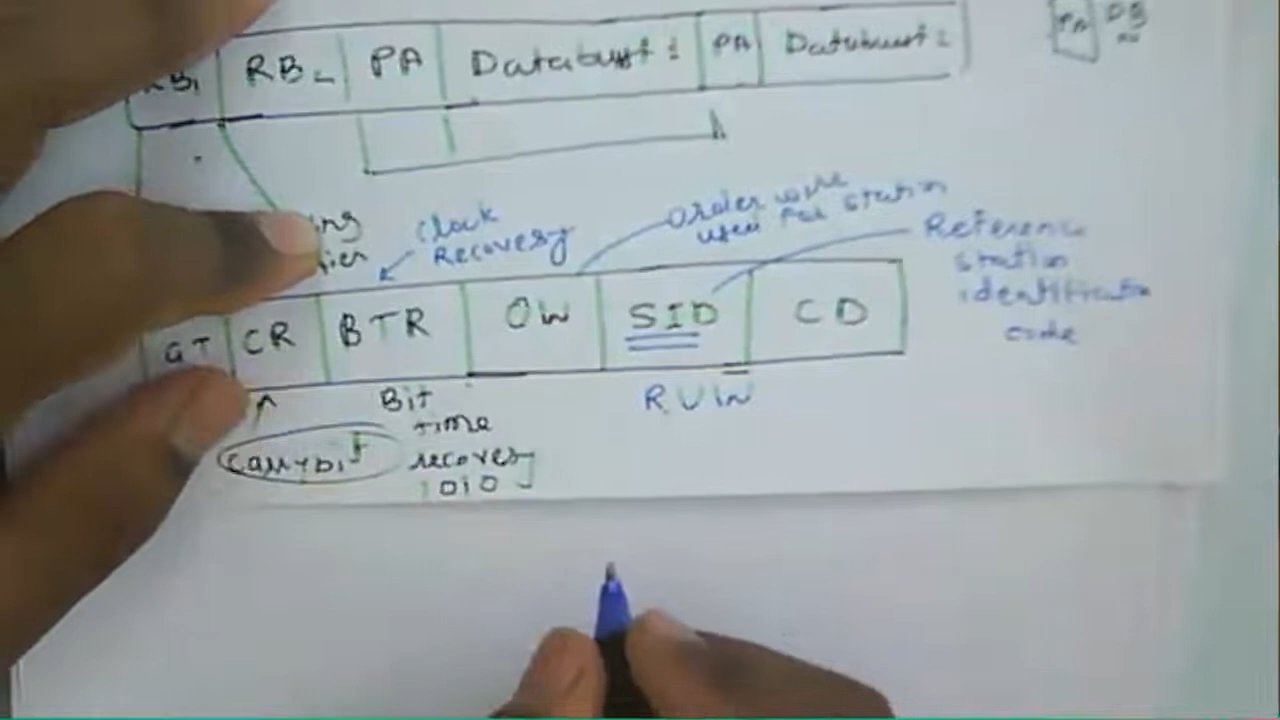 RB₂ PA Databurst 1 PA Databurst 2
PA DB
Clock
Recovery
Order wire
used for station
Reference
station
identification
code
GT CR BTR OW SID CD
Bit
time
recovery
1010
Carrybit
RUW